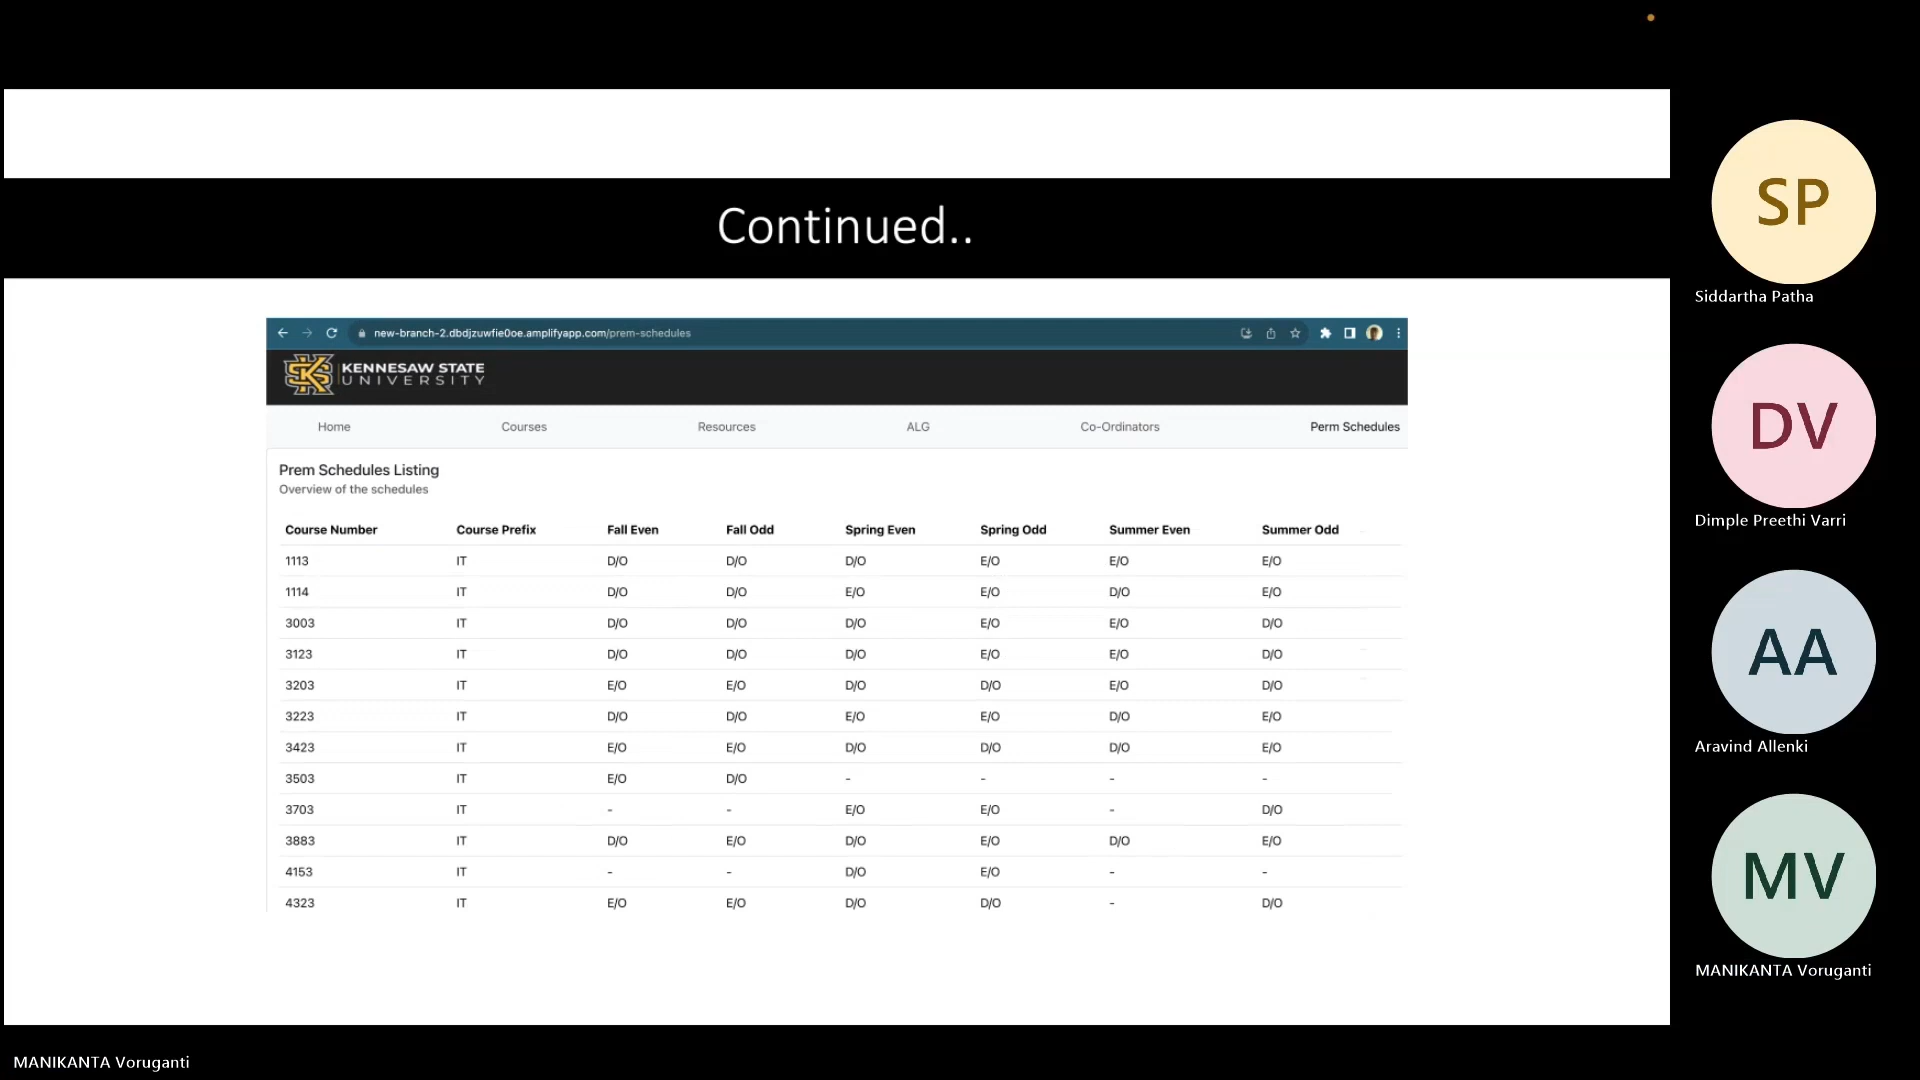 Continued..
new-branch-2.dbdjzuwfie0oe.amplifyapp.com/prem-schedules
KS KENNESAW STATE
UNIVERSITY
Home Courses Resources ALG Co-Ordinators Perm Schedules
Prem Schedules Listing
Overview of the schedules
Course Number Course Prefix Fall Even Fall Odd Spring Even Spring Odd Summer Even Summer Odd
1113 IT D/O D/O D/O E/O E/O E/O
1114 IT D/O D/O E/O E/O D/O E/O
3003 IT D/O D/O D/O E/O E/O D/O
3123 IT D/O D/O D/O E/O E/O D/O
3203 IT E/O E/O D/O D/O E/O D/O
3223 IT D/O D/O E/O E/O D/O E/O
3423 IT E/O E/O D/O D/O D/O E/O
3503 IT E/O D/O - - - -
3703 IT - - E/O E/O - D/O
3883 IT D/O E/O D/O E/O D/O E/O
4153 IT - - D/O E/O - -
4323 IT E/O E/O D/O D/O - D/O
SP
Siddartha Patha
DV
Dimple Preethi Varri
AA
Aravind Allenki
MV
MANIKANTA Voruganti
MANIKANTA Voruganti